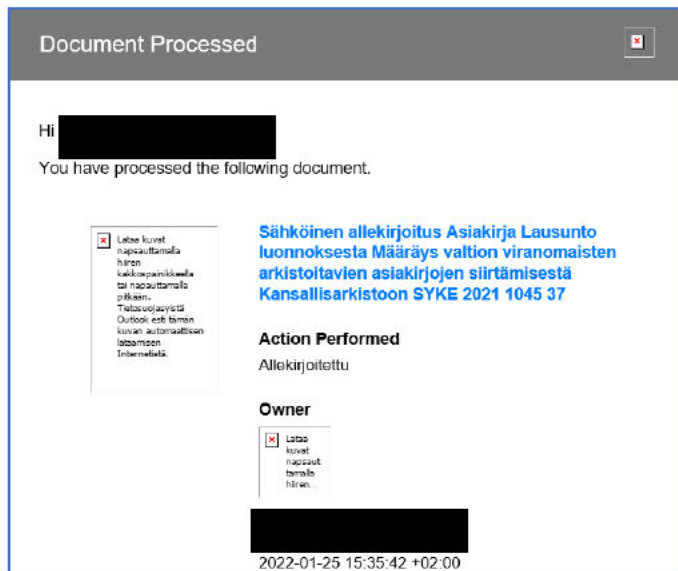 Document Processed
Hi
You have processed the following document.
Lataa kuvat
napsauttamalla
hiiren
kakkospainikkeella
tai napauttamalla
pitkään.
Tietosuojasyistä
Outlook esti tämän
kuvan automaattisen
lataamisen
Internetistä.
Sähköinen allekirjoitus Asiakirja Lausunto
luonnoksesta Määräys valtion viranomaisten
arkistoitavien asiakirjojen siirtämisestä
Kansallisarkistoon SYKE 2021 1045 37
Action Performed
Allekirjoitettu
Owner
Lataa
kuvat
napsaut
tamalla
hiiren...
2022-01-25 15:35:42 +02:00